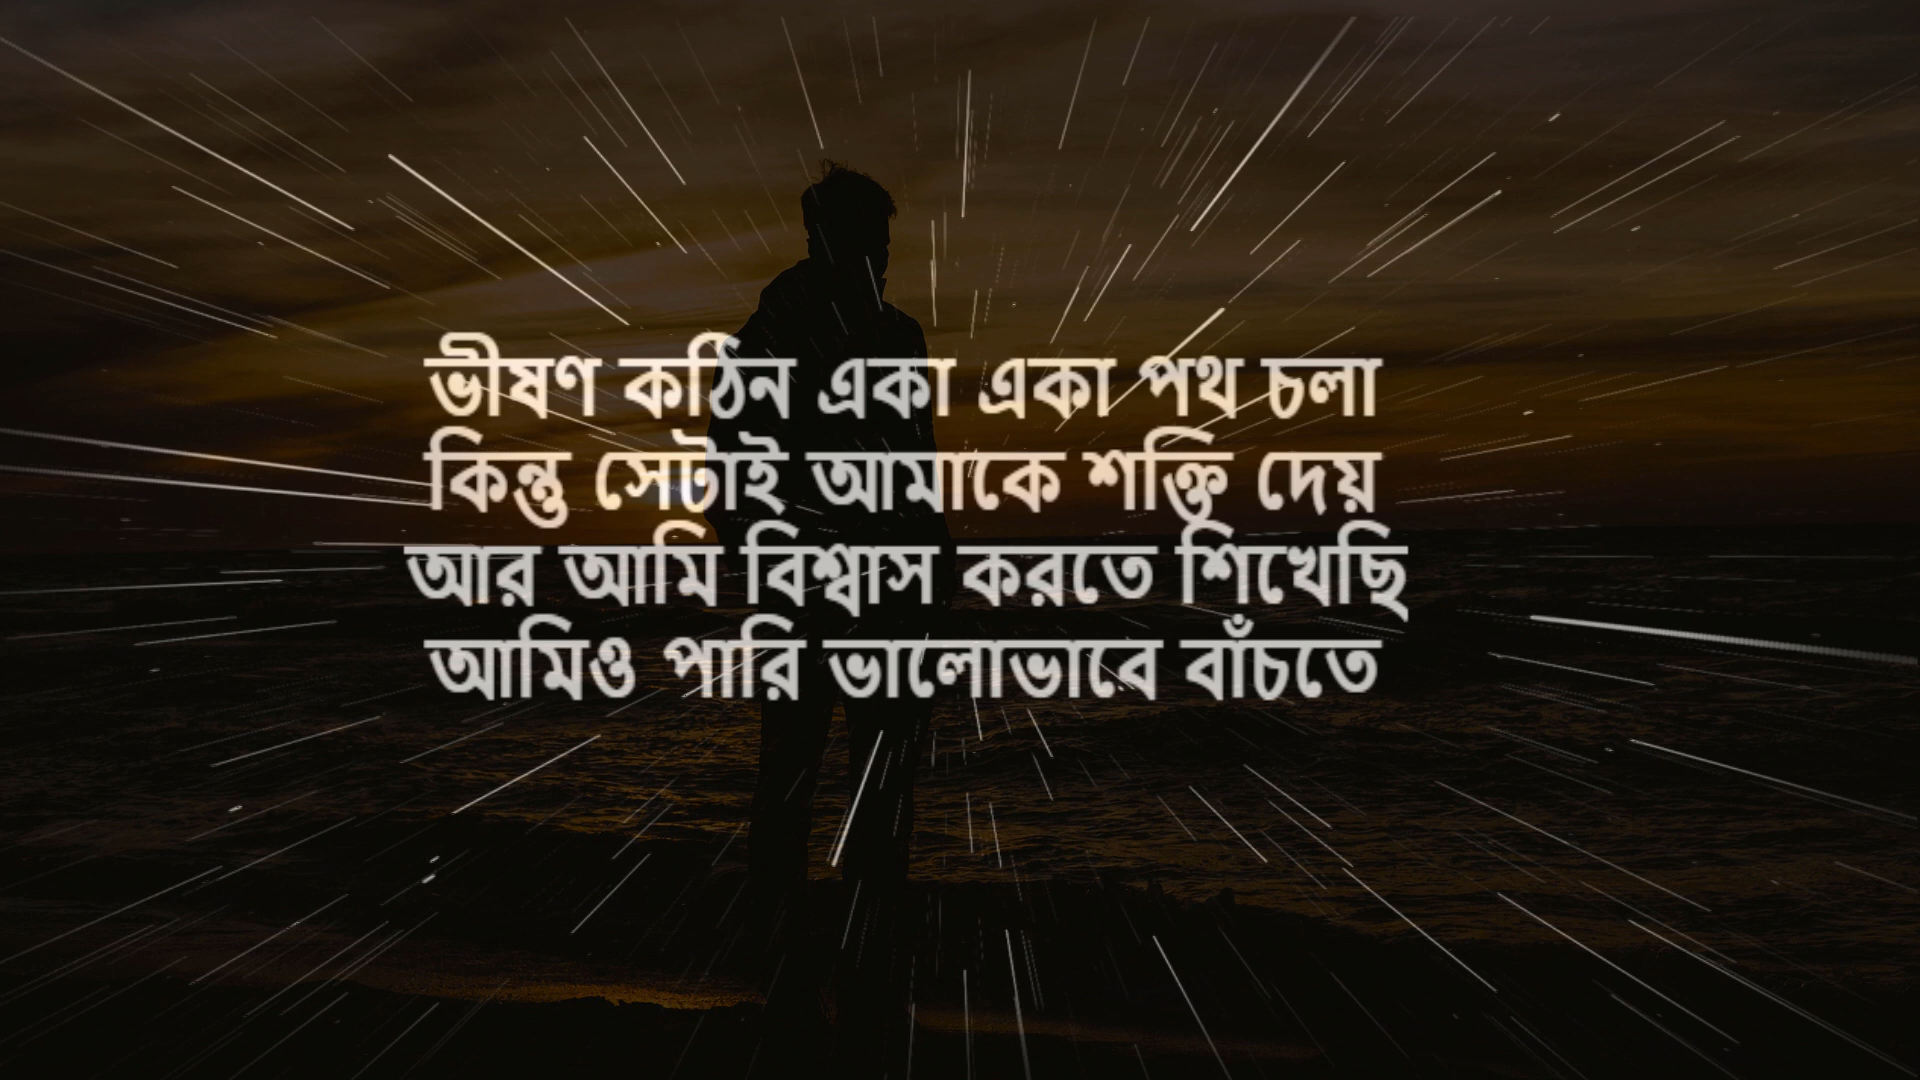 ভীষণ কঠিন একা একা পথ চলা
কিন্তু সেটাই আমাকে শক্তি দেয়
আর আমি বিশ্বাস করতে শিখেছি
আমিও পারি ভালোভাবে বাঁচতে